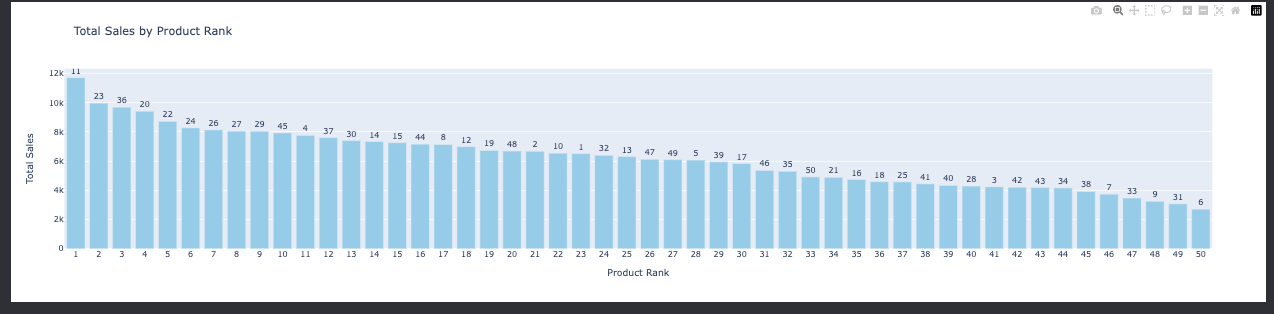 Total Sales by Product Rank
Total Sales
12k
10k
8k
6k
4k
2k
0
11 23 36 20 22 24 26 27 29 45 4 37 30 14 15 44 8 12 19 48 2 10 1 32 13 47 49 5 39 17 46 35 50 21 16 18 25 41 40 28 3 42 43 34 38 7 33 9 31 6
1 2 3 4 5 6 7 8 9 10 11 12 13 14 15 16 17 18 19 20 21 22 23 24 25 26 27 28 29 30 31 32 33 34 35 36 37 38 39 40 41 42 43 44 45 46 47 48 49 50
Product Rank